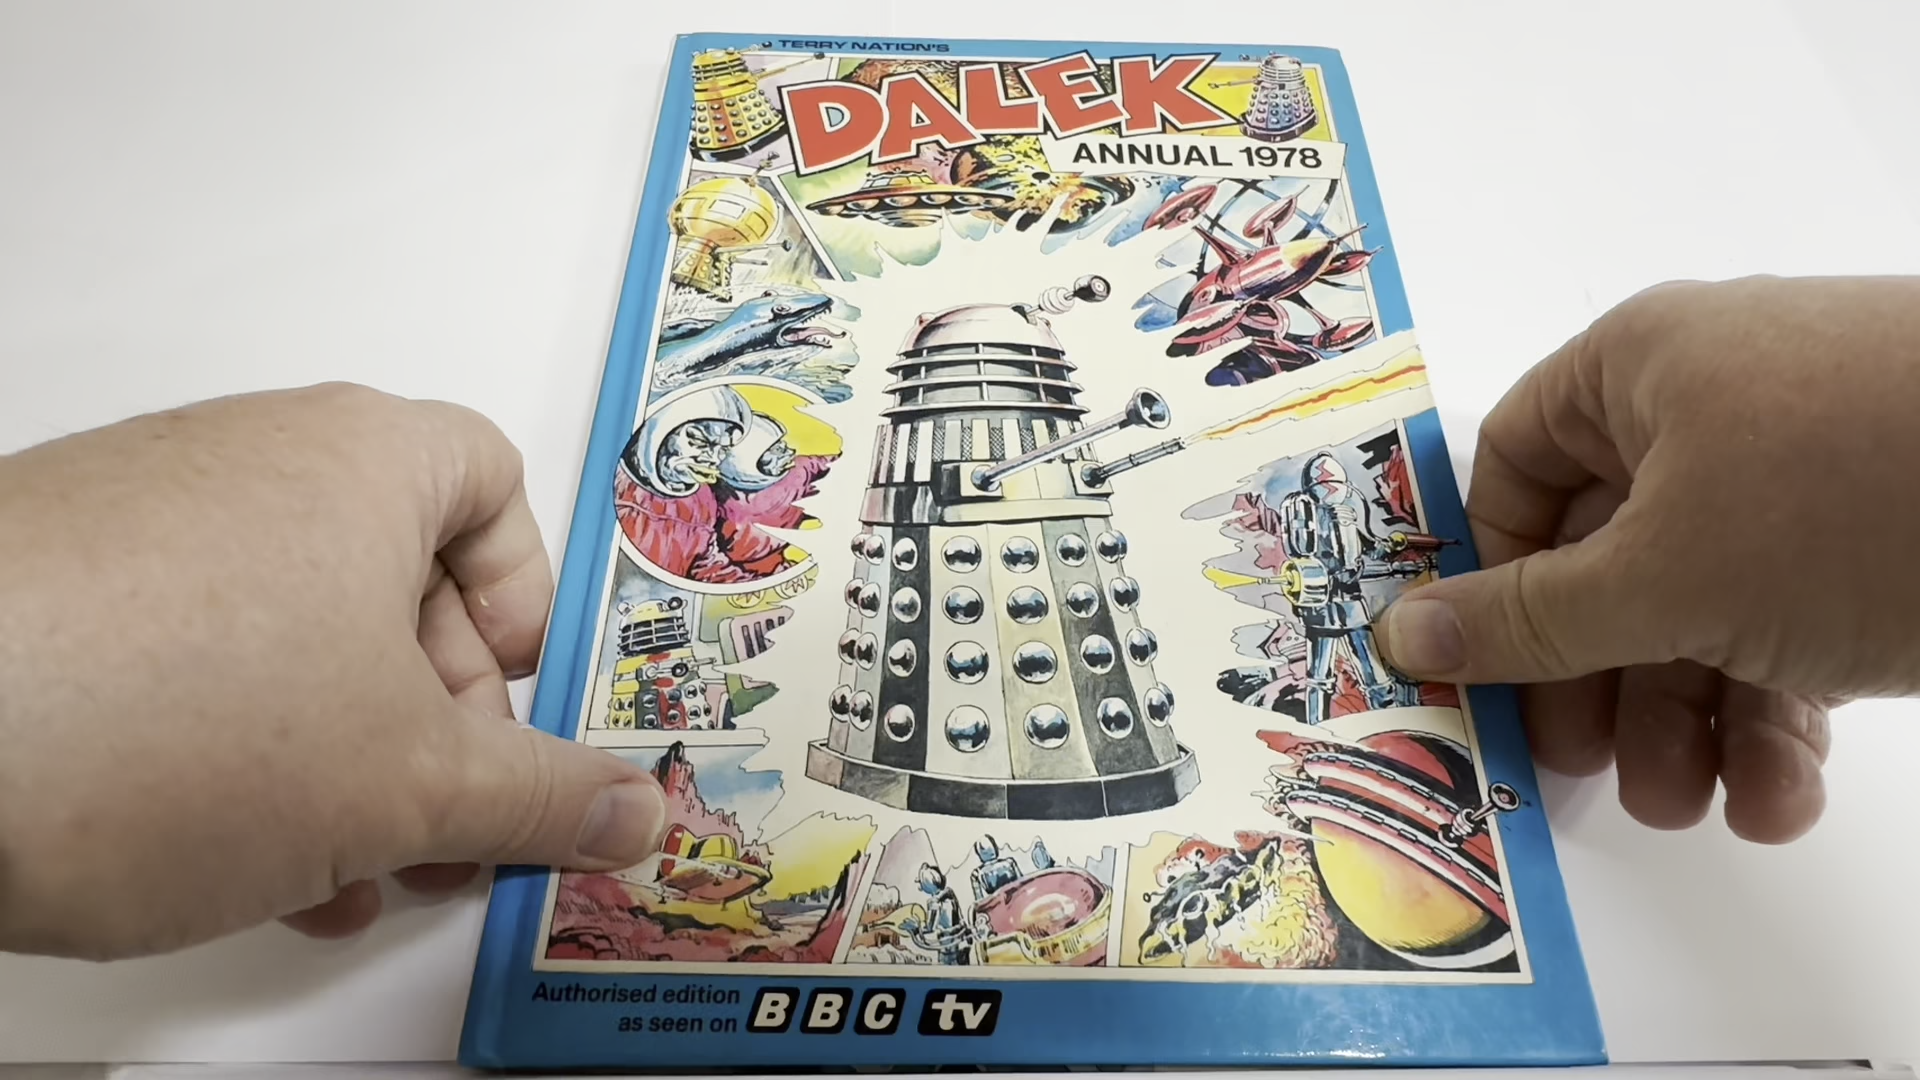 TERRY NATION'S
DALEK
ANNUAL 1978
Authorised edition
as seen on BBC tv